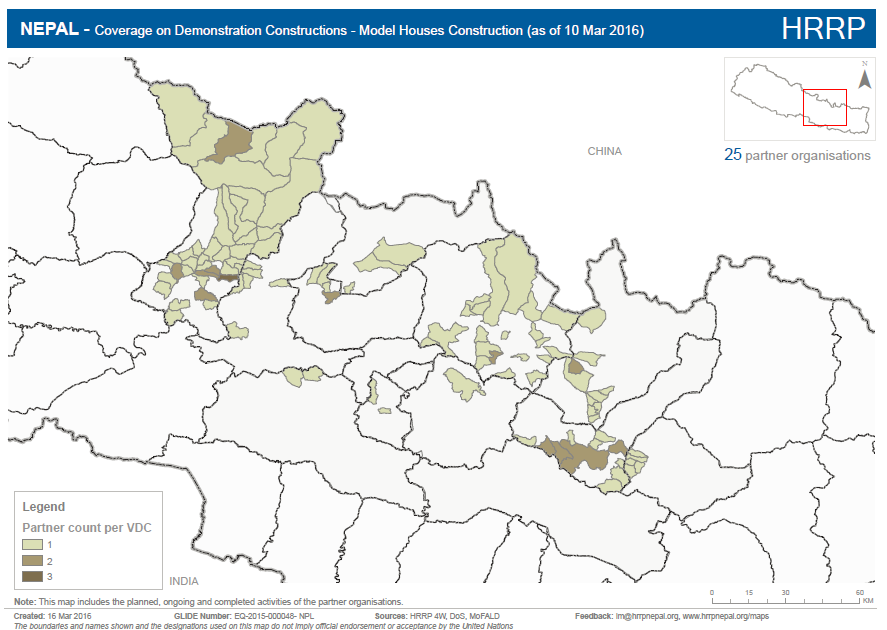 NEPAL - Coverage on Demonstration Constructions - Model Houses Construction (as of 10 Mar 2016)
HRRP
N
CHINA
25 partner organisations
Legend
Partner count per VDC
1
2
3
INDIA
0 15 30 60
KM
Note: This map includes the planned, ongoing and completed activities of the partner organisations.
Created: 16 Mar 2016 GLIDE Number: EQ-2015-000048- NPL Sources: HRRP 4W, DoS, MoFALD Feedback: im@hrrpnepal.org, www.hrrpnepal.org/maps
The boundaries and names shown and the designations used on this map do not imply official endorsement or acceptance by the United Nations